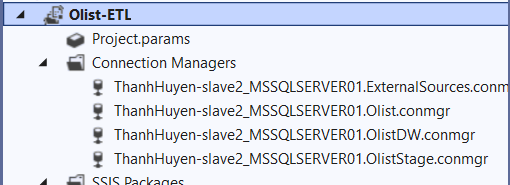 Olist-ETL
Project.params
Connection Managers
ThanhHuyen-slave2_MSSQLSERVER01.ExternalSources.conm
ThanhHuyen-slave2_MSSQLSERVER01.Olist.conmgr
ThanhHuyen-slave2_MSSQLSERVER01.OlistDW.conmgr
ThanhHuyen-slave2_MSSQLSERVER01.OlistStage.conmgr
SSIS Packages